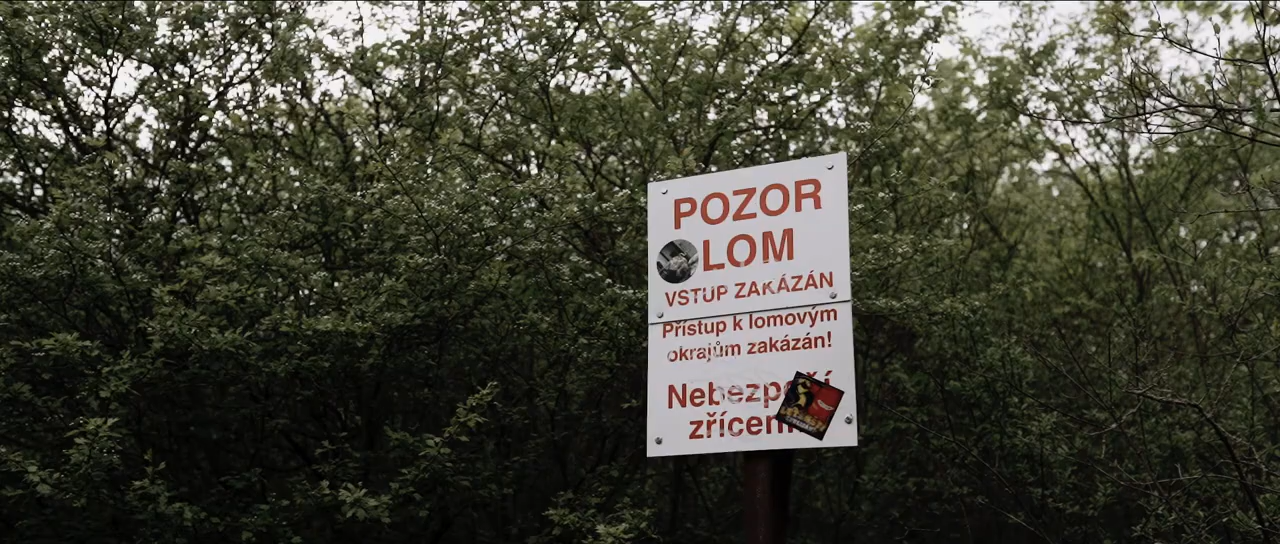 POZOR
LOM
VSTUP ZAKÁZÁN
Přístup k lomovým
okrajům zakázán!